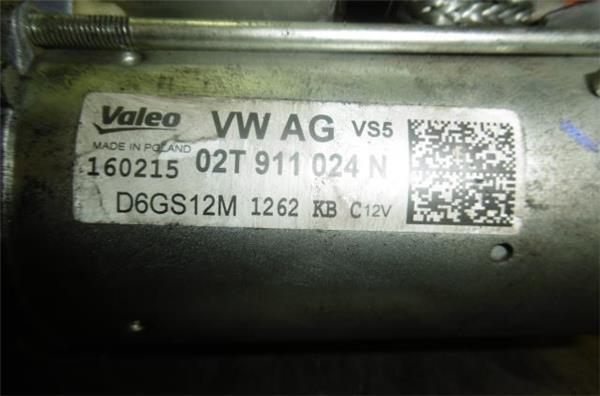 Valeo VW AG VS5
MADE IN POLAND
160215 02T 911 024 N
D6GS12M 1262 KB C12V